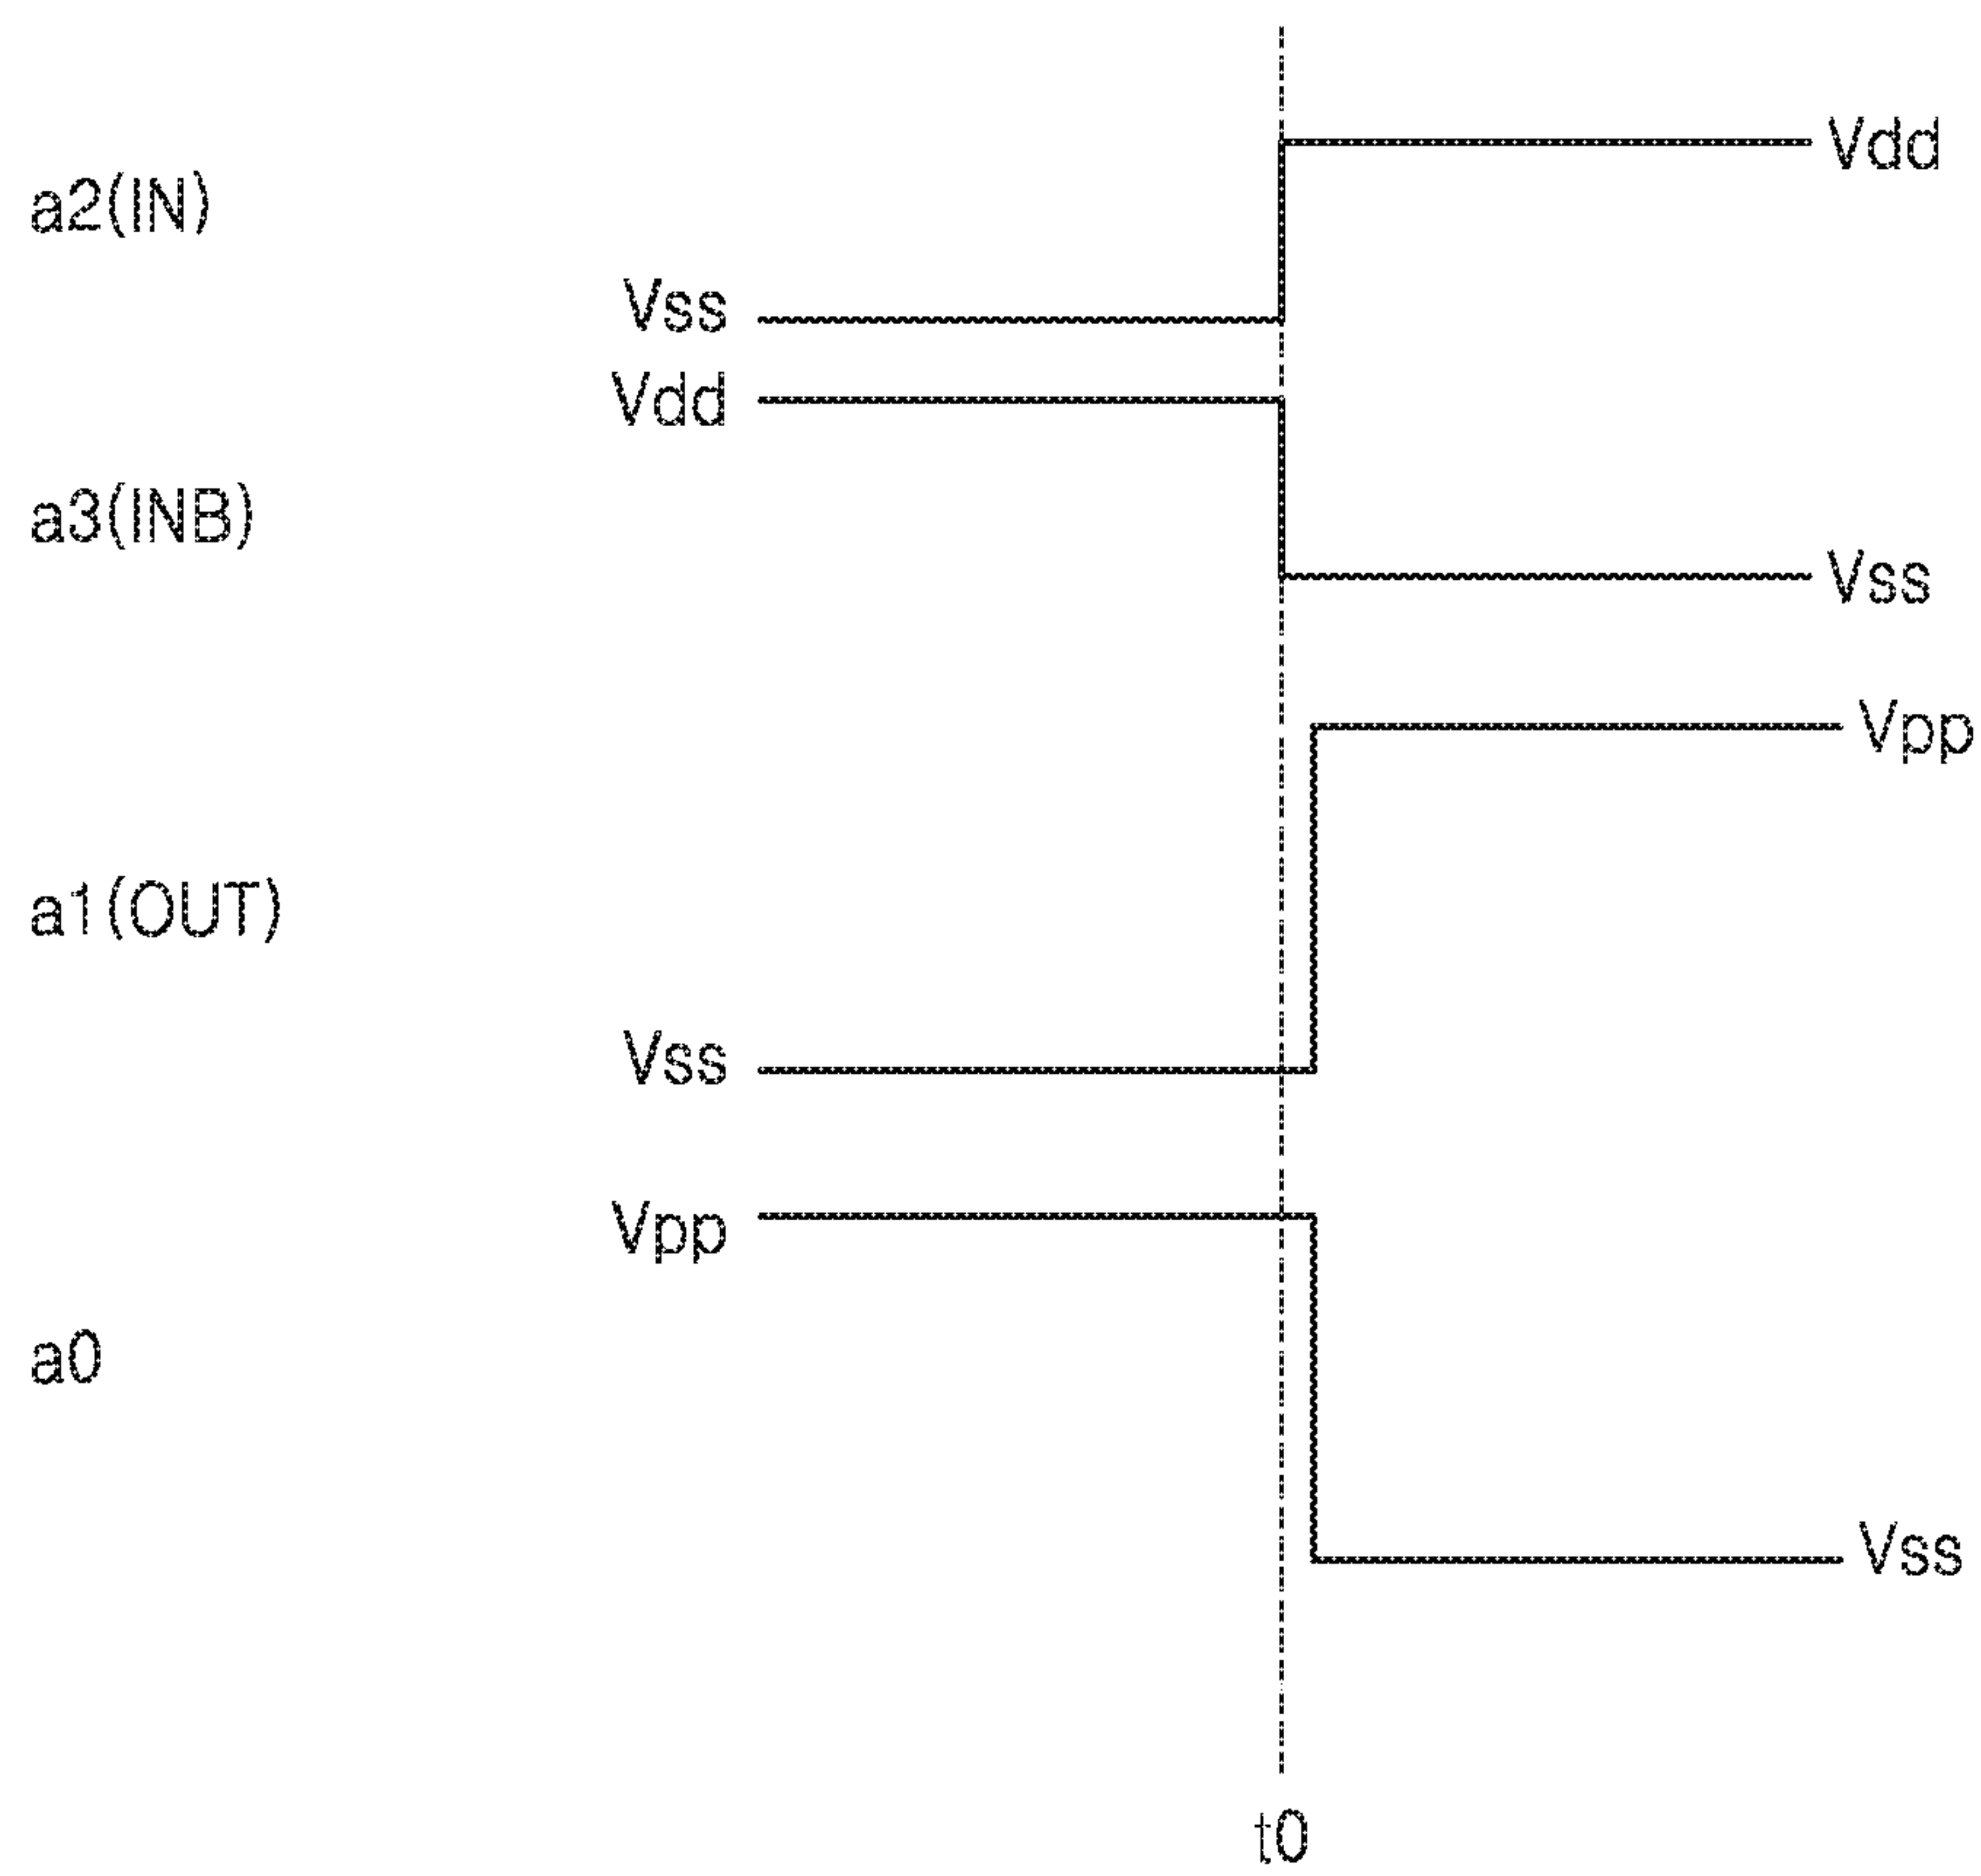 Vdd
a2(IN)
Vss
Vdd
a3(INB)
Vss
Vpp
a1(OUT)
Vss
Vpp
a0
Vss
t0